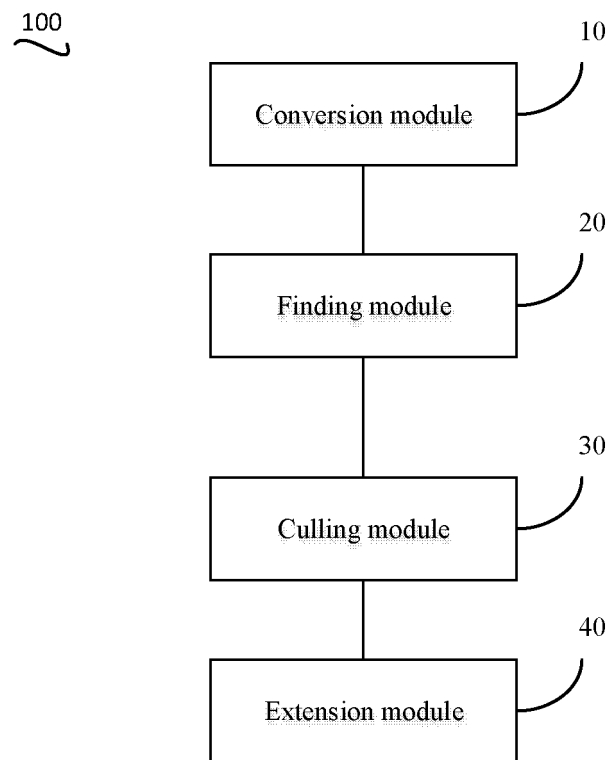 100
10
Conversion module
20
Finding module
30
Culling module
40
Extension module